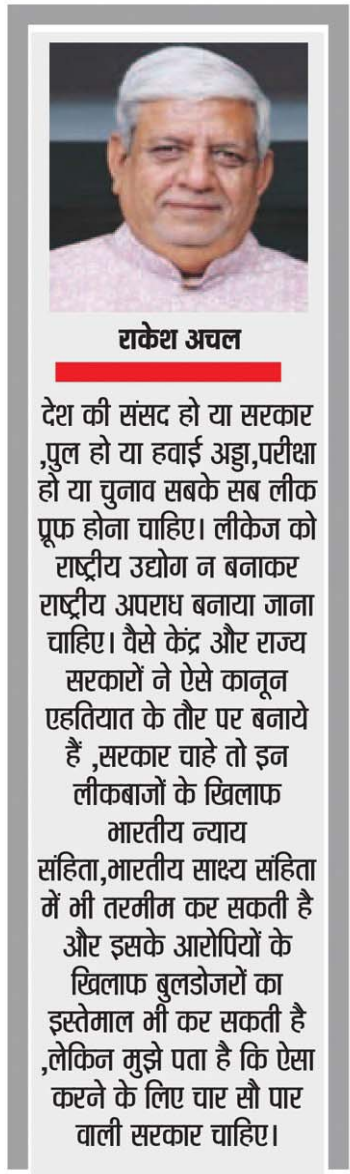 राकेश अचल
देश की संसद हो या सरकार
,पुल हो या हवाई अड्डा,परीक्षा
हो या चुनाव सबके सब लीक
प्रूफ होना चाहिए। लीकेज को
राष्ट्रीय उद्योग न बनाकर
राष्ट्रीय अपराध बनाया जाना
चाहिए। वैसे केंद्र और राज्य
सरकारों ने ऐसे कानून
एहतियात के तौर पर बनाये
हैं ,सरकार चाहे तो इन
लीकबाजों के खिलाफ
भारतीय न्याय
संहिता,भारतीय साक्ष्य संहिता
में भी तरमीम कर सकती है
और इसके आरोपियों के
खिलाफ बुलडोजरों का
इस्तेमाल भी कर सकती है
,लेकिन मुझे पता है कि ऐसा
करने के लिए चार सौ पार
वाली सरकार चाहिए।